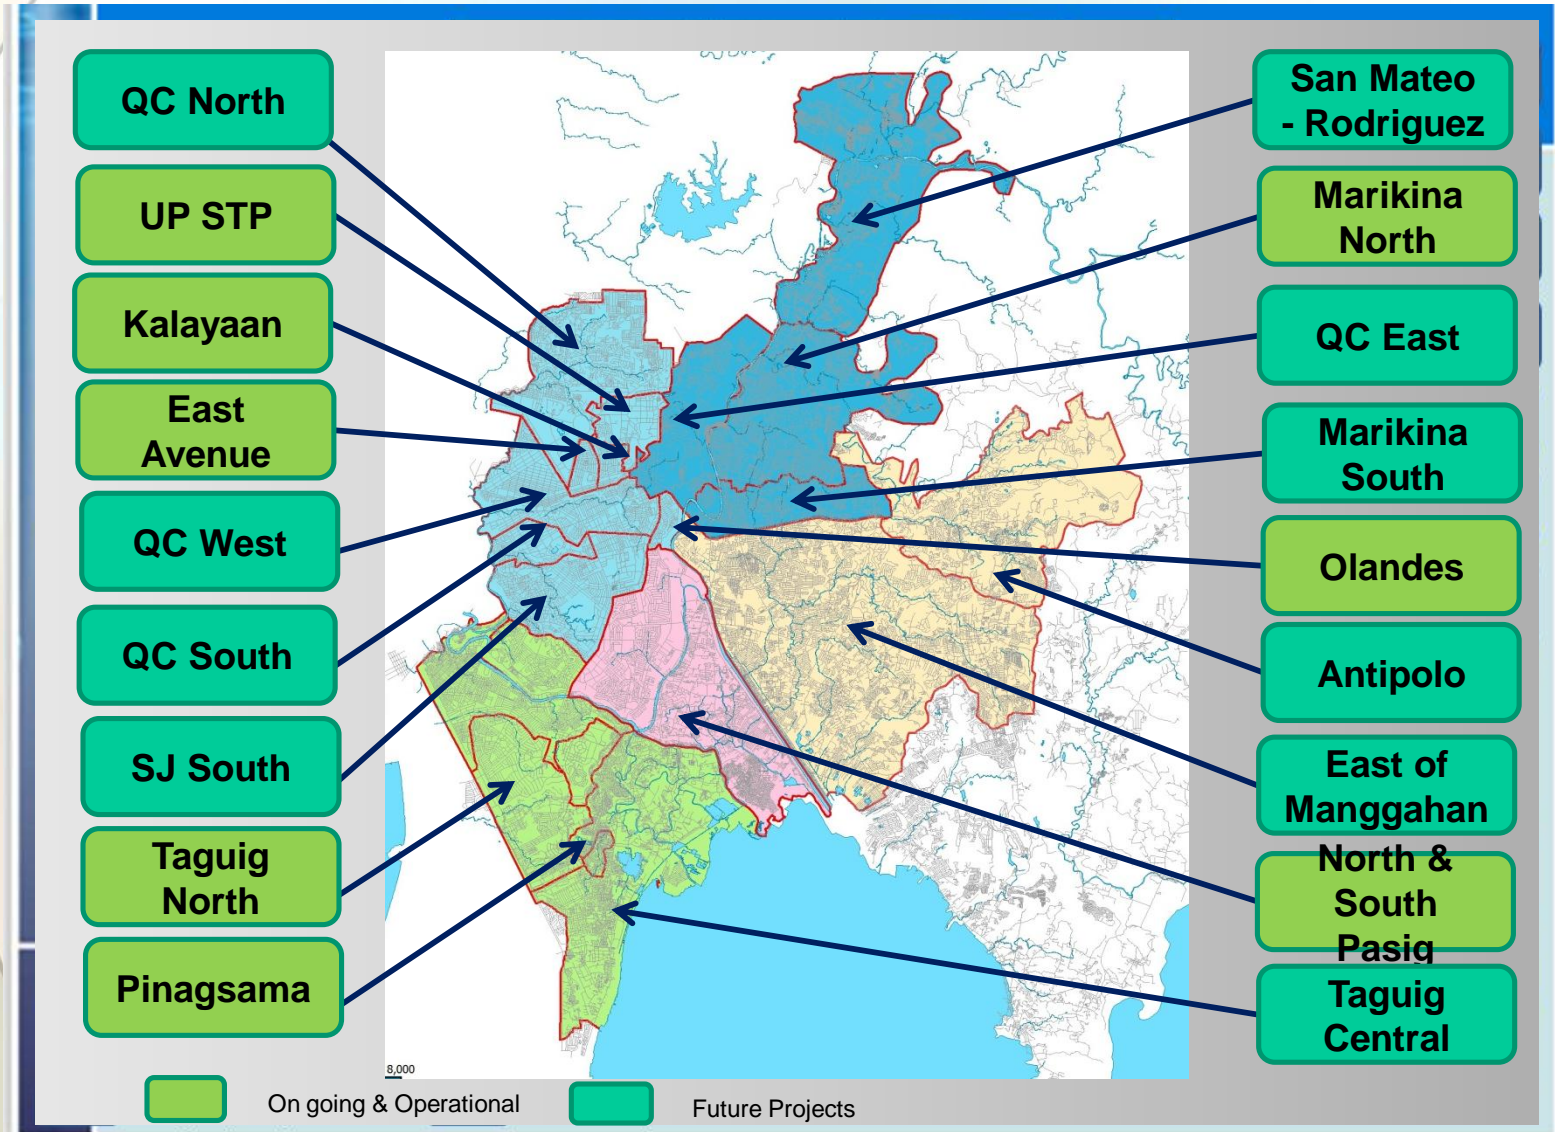 QC North
UP STP
Kalayaan
East
Avenue
QC West
QC South
SJ South
Taguig
North
Pinagsama
San Mateo
- Rodriguez
Marikina
North
QC East
Marikina
South
Olandes
Antipolo
East of
Manggahan
North &
South
Pasig
Taguig
Central
8,000
On going & Operational
Future Projects